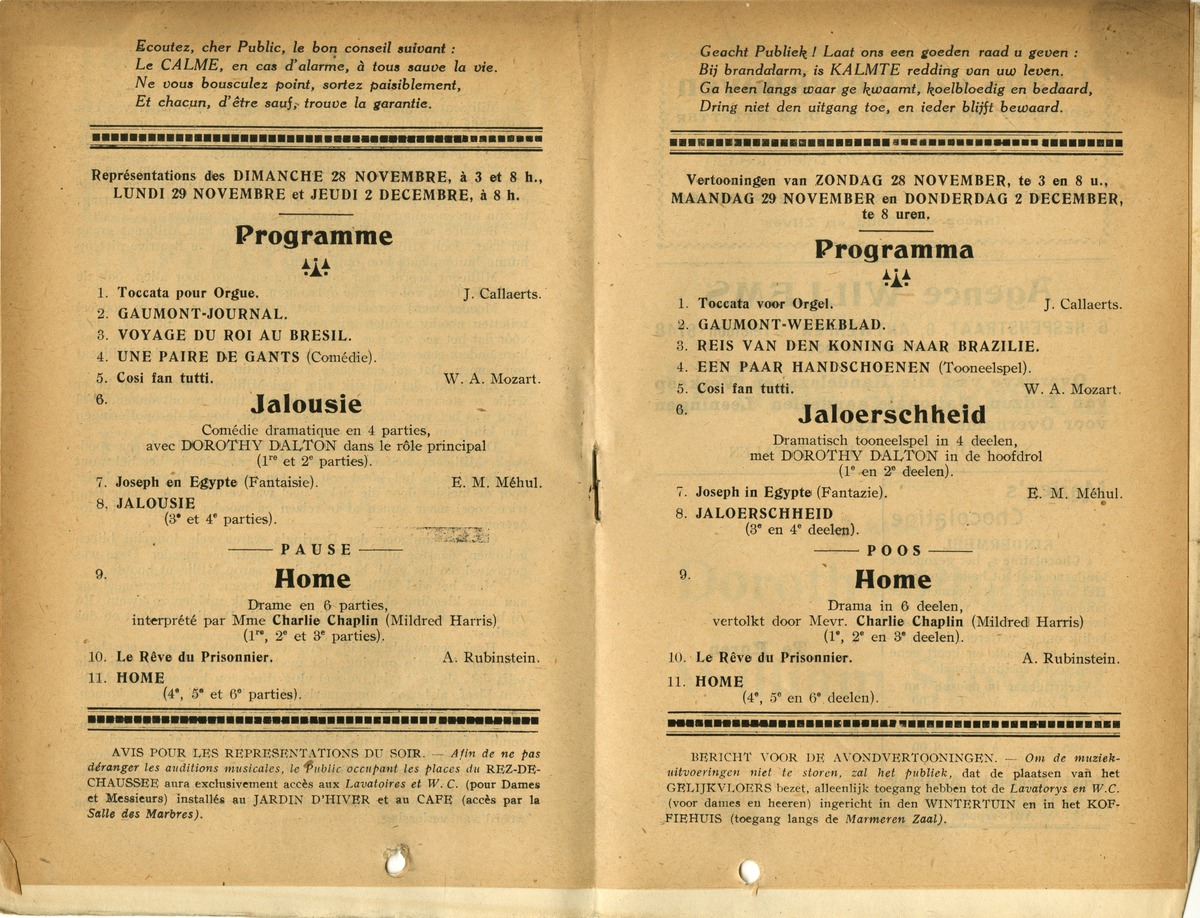 Ecoutez, cher Public, le bon conseil suivant :
Le CALME, en cas d'alarme, à tous sauve la vie.
Ne vous bousculez point, sortez paisiblement,
Et chacun, d'être sauf, trouve la garantie.
Représentations des DIMANCHE 28 NOVEMBRE, à 3 et 8 h.,
LUNDI 29 NOVEMBRE et JEUDI 2 DECEMBRE, à 8 h.
Programme
1. Toccata pour Orgue. J. Callaerts.
2. GAUMONT-JOURNAL.
3. VOYAGE DU ROI AU BRESIL.
4. UNE PAIRE DE GANTS (Comédie).
5. Cosi fan tutti. W. A. Mozart.
6. Jalousie
Comédie dramatique en 4 parties,
avec DOROTHY DALTON dans le rôle principal
(1re et 2e parties).
7. Joseph en Egypte (Fantaisie). E. M. Méhul.
8. JALOUSIE
(3e et 4e parties).
PAUSE
9. Home
Drame en 6 parties,
interprété par Mme Charlie Chaplin (Mildred Harris)
(1re, 2e et 3e parties).
10. Le Rêve du Prisonnier. A. Rubinstein.
11. HOME
(4e, 5e et 6e parties).
AVIS POUR LES REPRESENTATIONS DU SOIR. — Afin de ne pas
déranger les auditions musicales, le Public occupant les places du REZ-DE-
CHAUSSEE aura exclusivement accès aux Lavatoires et W. C. (pour Dames
et Messieurs) installés au JARDIN D'HIVER et au CAFE (accès par la
Salle des Marbres).
Geacht Publiek ! Laat ons een goeden raad u geven :
Bij brandalarm, is KALMTE redding van uw leven.
Ga heen langs waar ge kwaamt, koelbloedig en bedaard,
Dring niet den uitgang toe, en ieder blijft bewaard.
Vertooningen van ZONDAG 28 NOVEMBER, te 3 en 8 u.,
MAANDAG 29 NOVEMBER en DONDERDAG 2 DECEMBER,
te 8 uren.
Programma
1. Toccata voor Orgel. J. Callaerts.
2. GAUMONT-WEEKBLAD.
3. REIS VAN DEN KONING NAAR BRAZILIE.
4. EEN PAAR HANDSCHOENEN (Tooneelspel).
5. Cosi fan tutti. W. A. Mozart.
6. Jaloerschheid
Dramatisch tooneelspel in 4 deelen,
met DOROTHY DALTON in de hoofdrol
(1e en 2e deelen).
7. Joseph in Egypte (Fantazie). E. M. Méhul.
8. JALOERSCHHEID
(3e en 4e deelen).
POOS
9. Home
Drama in 6 deelen,
vertolkt door Mevr. Charlie Chaplin (Mildred Harris)
(1e, 2e en 3e deelen).
10. Le Rêve du Prisonnier. A. Rubinstein.
11. HOME
(4e, 5e en 6e deelen).
BERICHT VOOR DE AVONDVERTOONINGEN. — Om de muziek-
uitvoeringen niet te storen, zal het publiek, dat de plaatsen van het
GELIJKVLOERS bezet, alleenlijk toegang hebben tot de Lavatorys en W.C.
(voor dames en heeren) ingericht in den WINTERTUIN en in het KOF-
FIEHUIS (toegang langs de Marmeren Zaal).